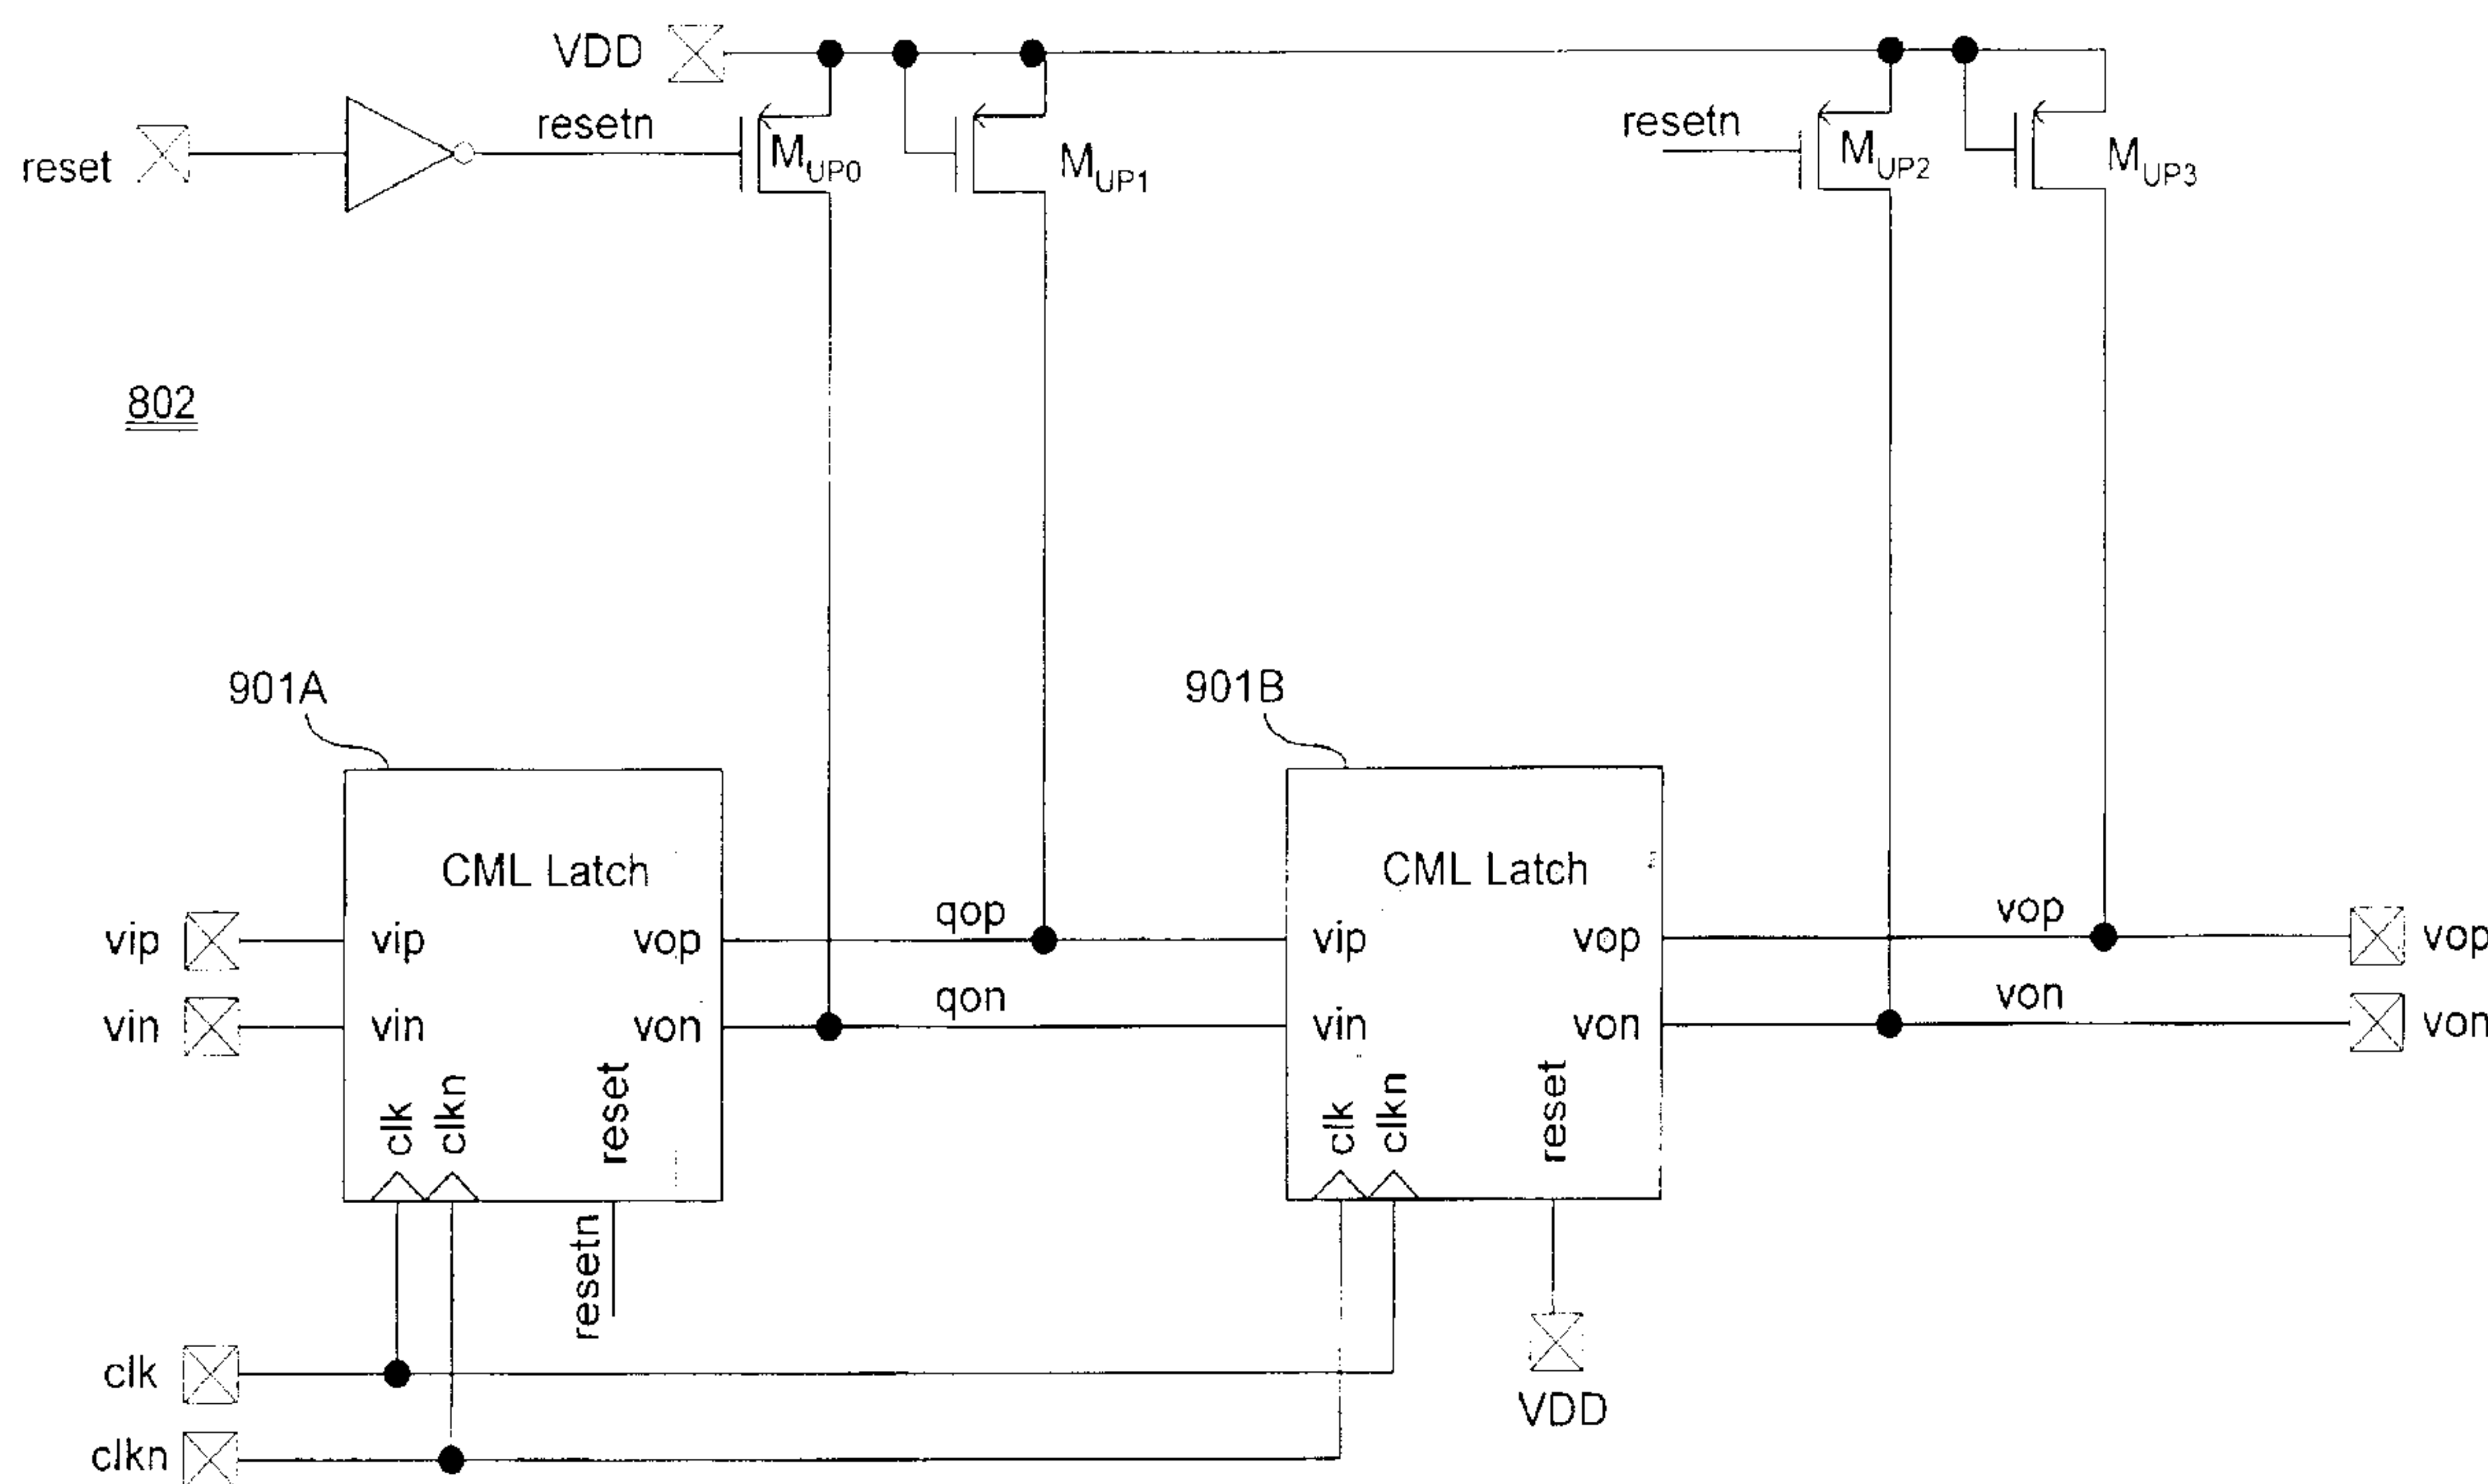 VDD
reset
resetn
MUP0
MUP1
resetn
MUP2
MUP3
802
901A
901B
CML Latch
CML Latch
vip
vip
vop
qop
vip
vop
vop
vop
vin
vin
von
qon
vin
von
von
von
clk
clkn
reset
clk
clkn
reset
resetn
clk
VDD
clkn